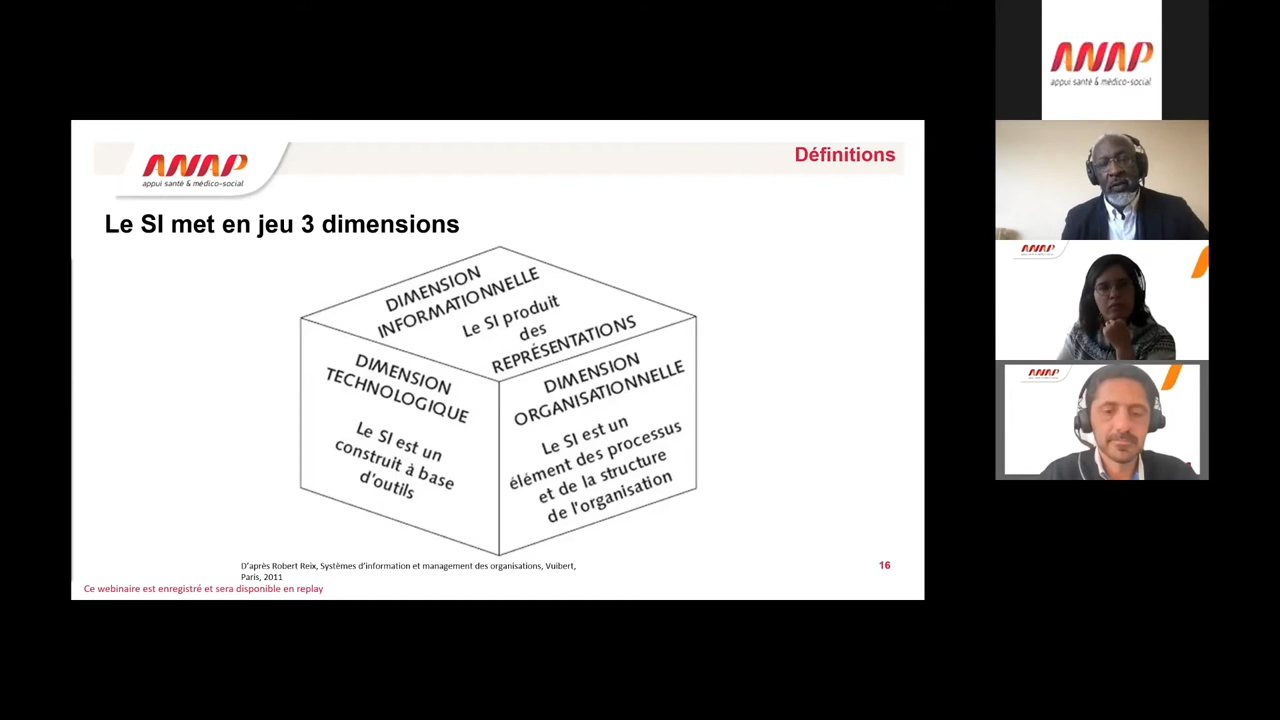 ANAP
appui santé & médico-social
Définitions
Le SI met en jeu 3 dimensions
DIMENSION
INFORMATIONNELLE
Le SI produit
des
REPRÉSENTATIONS
DIMENSION
TECHNOLOGIQUE
Le SI est un
construit à base
d'outils
DIMENSION
ORGANISATIONNELLE
Le SI est un
élément des processus
et de la structure
de l'organisation
D'après Robert Reix, Systèmes d'information et management des organisations, Vuibert,
Paris, 2011
16
Ce webinaire est enregistré et sera disponible en replay
ANAP
appui santé & médico-social
ANAP
ANAP